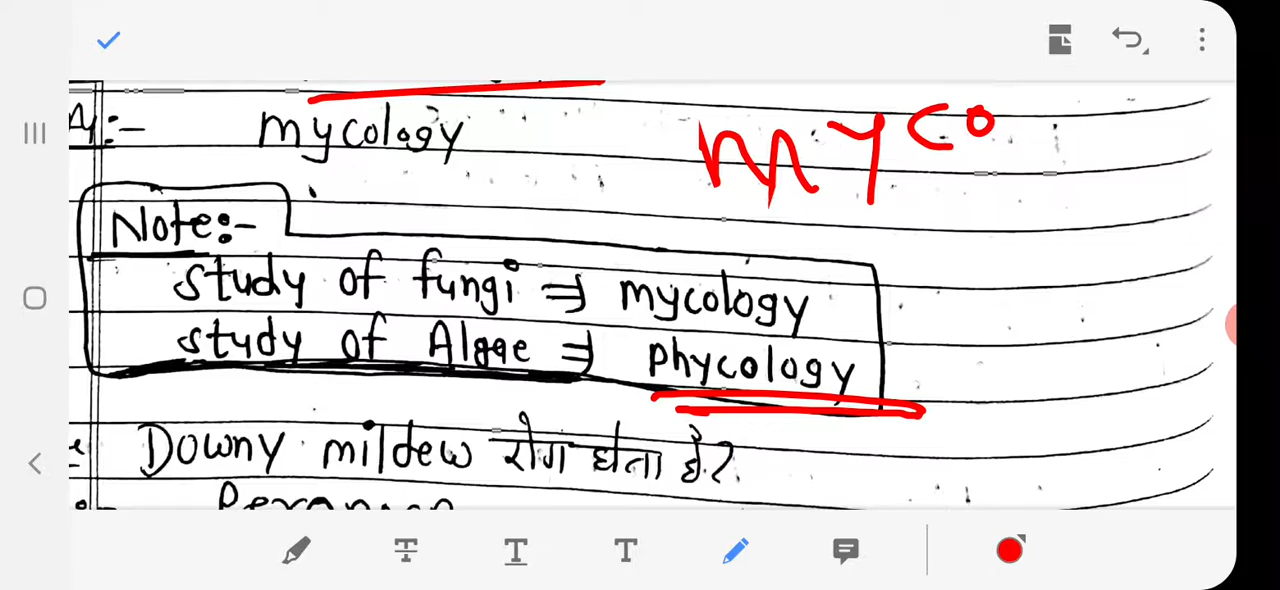 A:- mycology
MYCO
Note:-
study of fungi ⇒ mycology
study of Algae ⇒ phycology
Downy mildew रोग होता है?